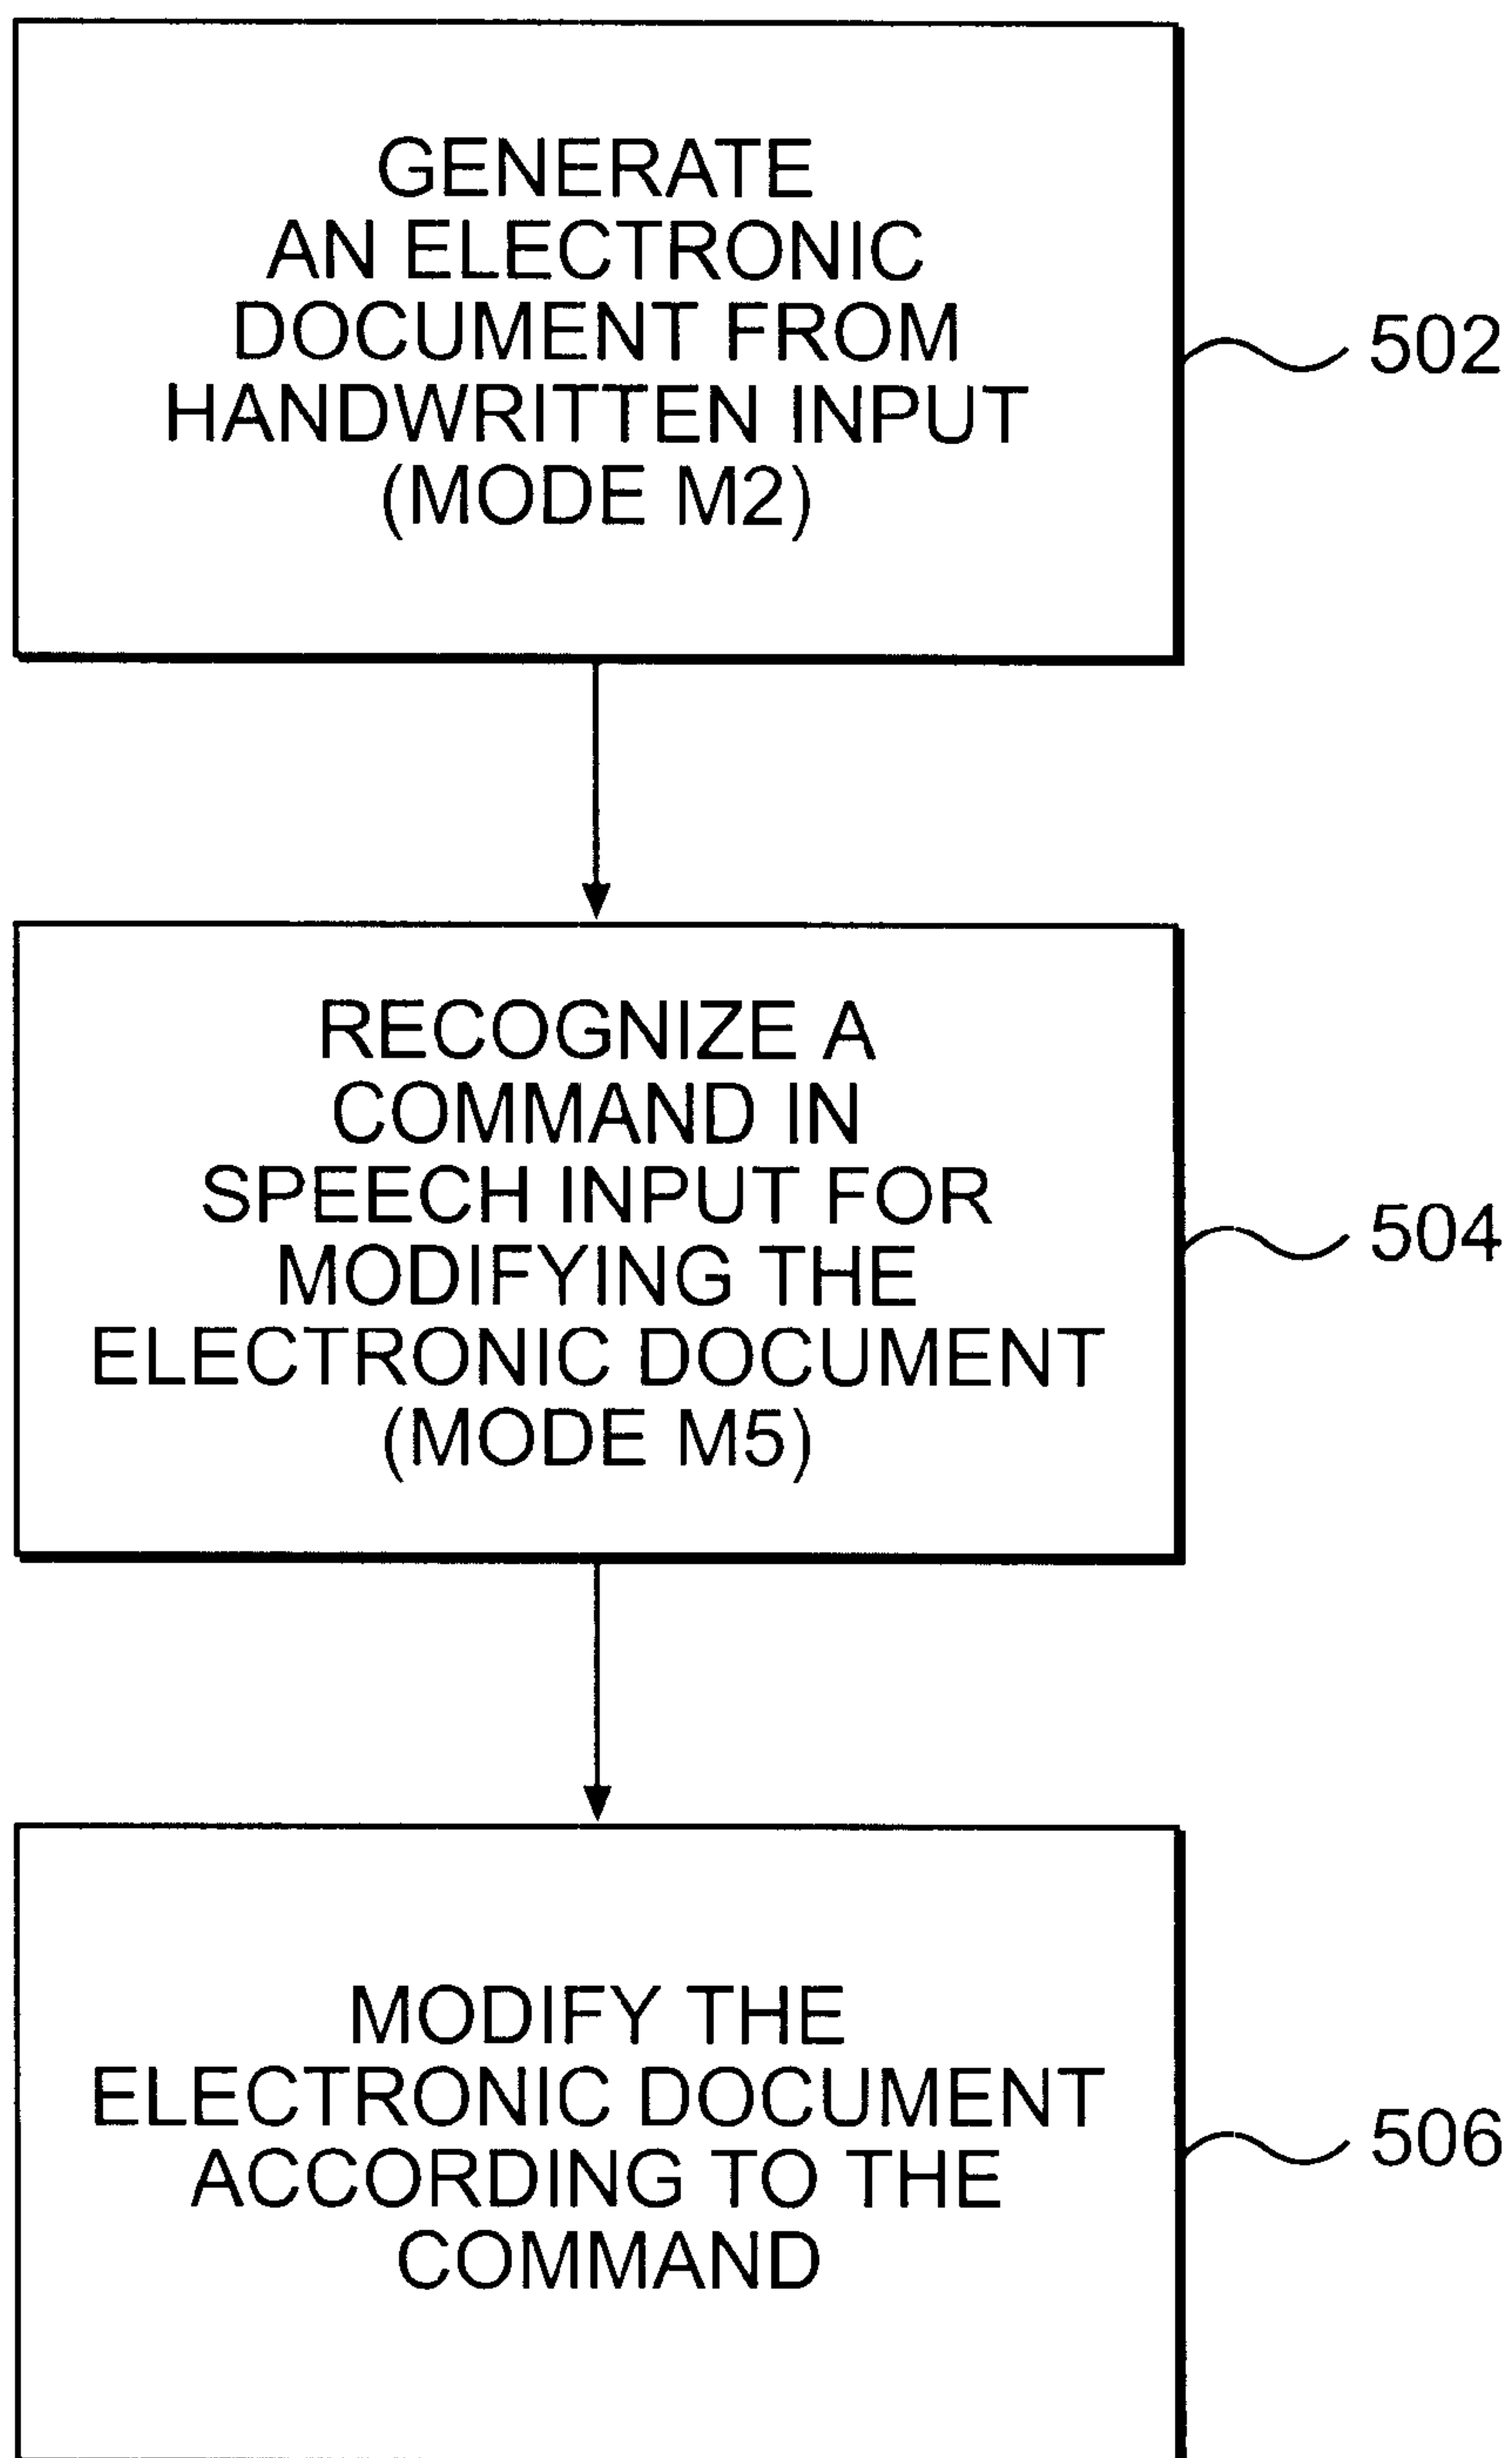 GENERATE
AN ELECTRONIC
DOCUMENT FROM
HANDWRITTEN INPUT
(MODE M2)
502
RECOGNIZE A
COMMAND IN
SPEECH INPUT FOR
MODIFYING THE
ELECTRONIC DOCUMENT
(MODE M5)
504
MODIFY THE
ELECTRONIC DOCUMENT
ACCORDING TO THE
COMMAND
506